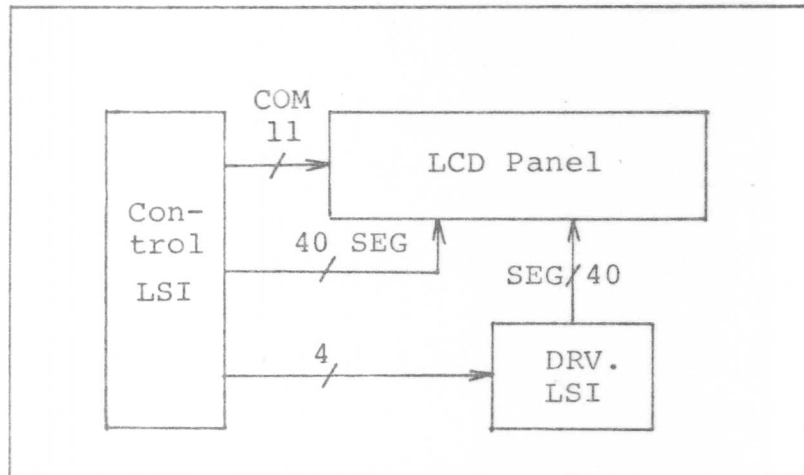 COM
11
LCD Panel
Con-
trol
LSI
40 SEG
SEG 40
4
DRV.
LSI